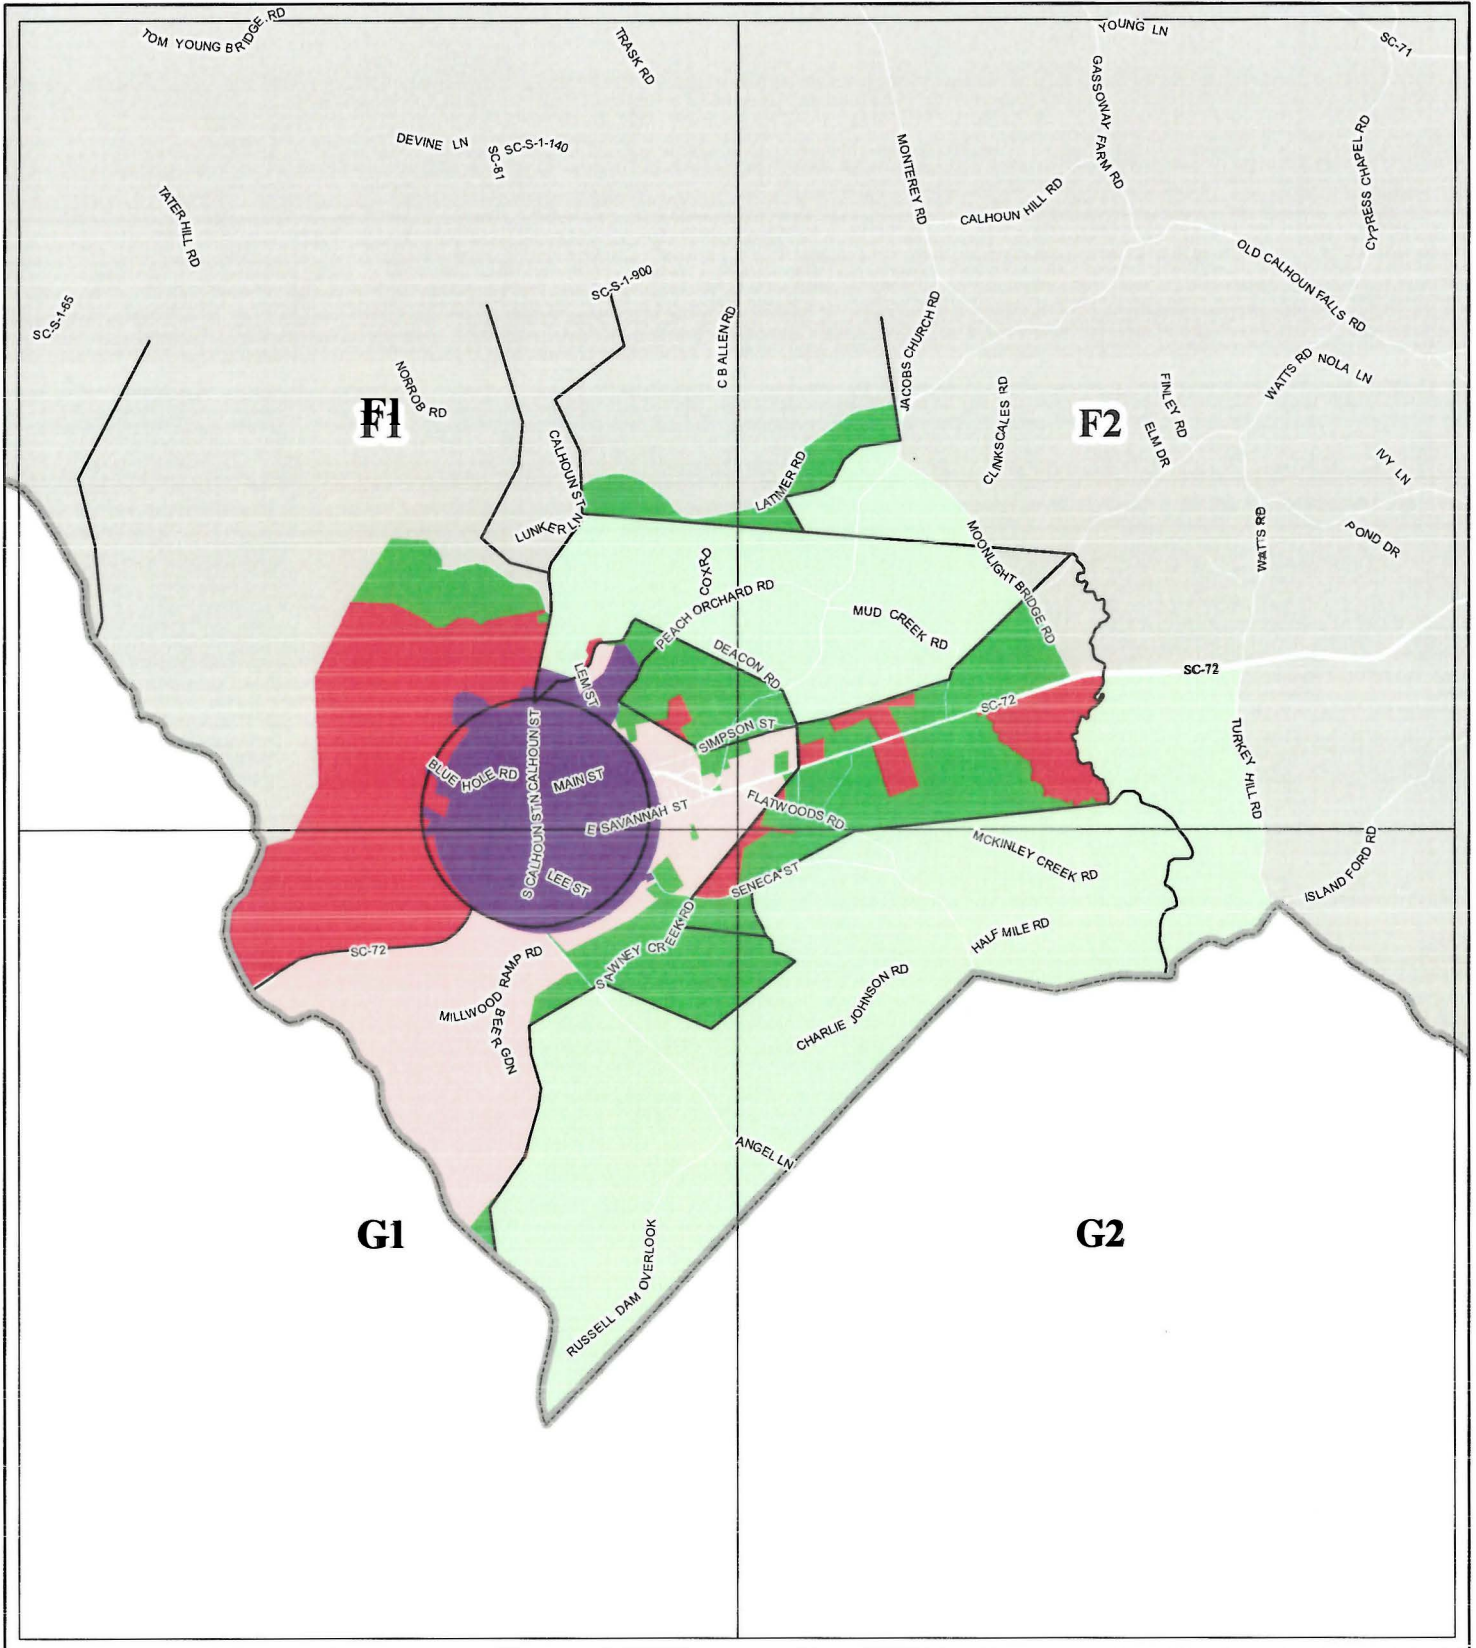 TOM YOUNG BRIDGE RD
TRASK RD
YOUNG LN
SC-71
DEVINE LN
SC-81
SC-S-1-140
GASSOWAY FARM RD
MONTEREY RD
CALHOUN HILL RD
CYPRESS CHAPEL RD
TATER HILL RD
OLD CALHOUN FALLS RD
SC-S-1-65
SC-S-1-900
C B ALLEN RD
JACOBS CHURCH RD
NORROB RD
F1
F1
F2
CLINKSCALES RD
FINLEY RD
ELM DR
WATTS RD
NOLA LN
IVY LN
CALHOUN ST
LATIMER RD
LUNKER LN
MOONLIGHT BRIDGE RD
WATTS RD
POND DR
COX RD
PEACH ORCHARD RD
MUD CREEK RD
DEACON RD
LEM ST
SC-72
SC-72
SIMPSON ST
TURKEY HILL RD
N CALHOUN ST
BLUE HOLE RD
MAIN ST
E SAVANNAH ST
FLATWOODS RD
S CALHOUN ST
LEE ST
SENECA ST
MCKINLEY CREEK RD
ISLAND FORD RD
SC-72
SAWNEY CREEK RD
HALF MILE RD
MILLWOOD RAMP RD
BEER GDN
CHARLIE JOHNSON RD
ANGEL LN
G1
G2
RUSSELL DAM OVERLOOK